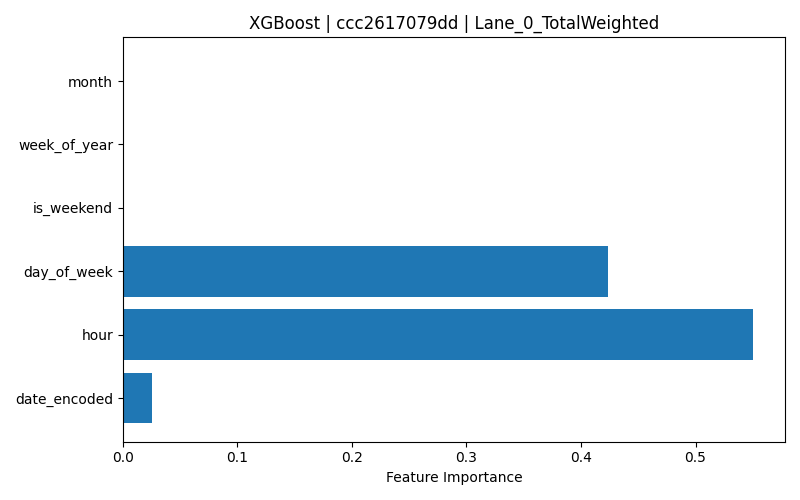 XGBoost | ccc2617079dd | Lane_0_TotalWeighted
month
week_of_year
is_weekend
day_of_week
hour
date_encoded
0.0 0.1 0.2 0.3 0.4 0.5
Feature Importance